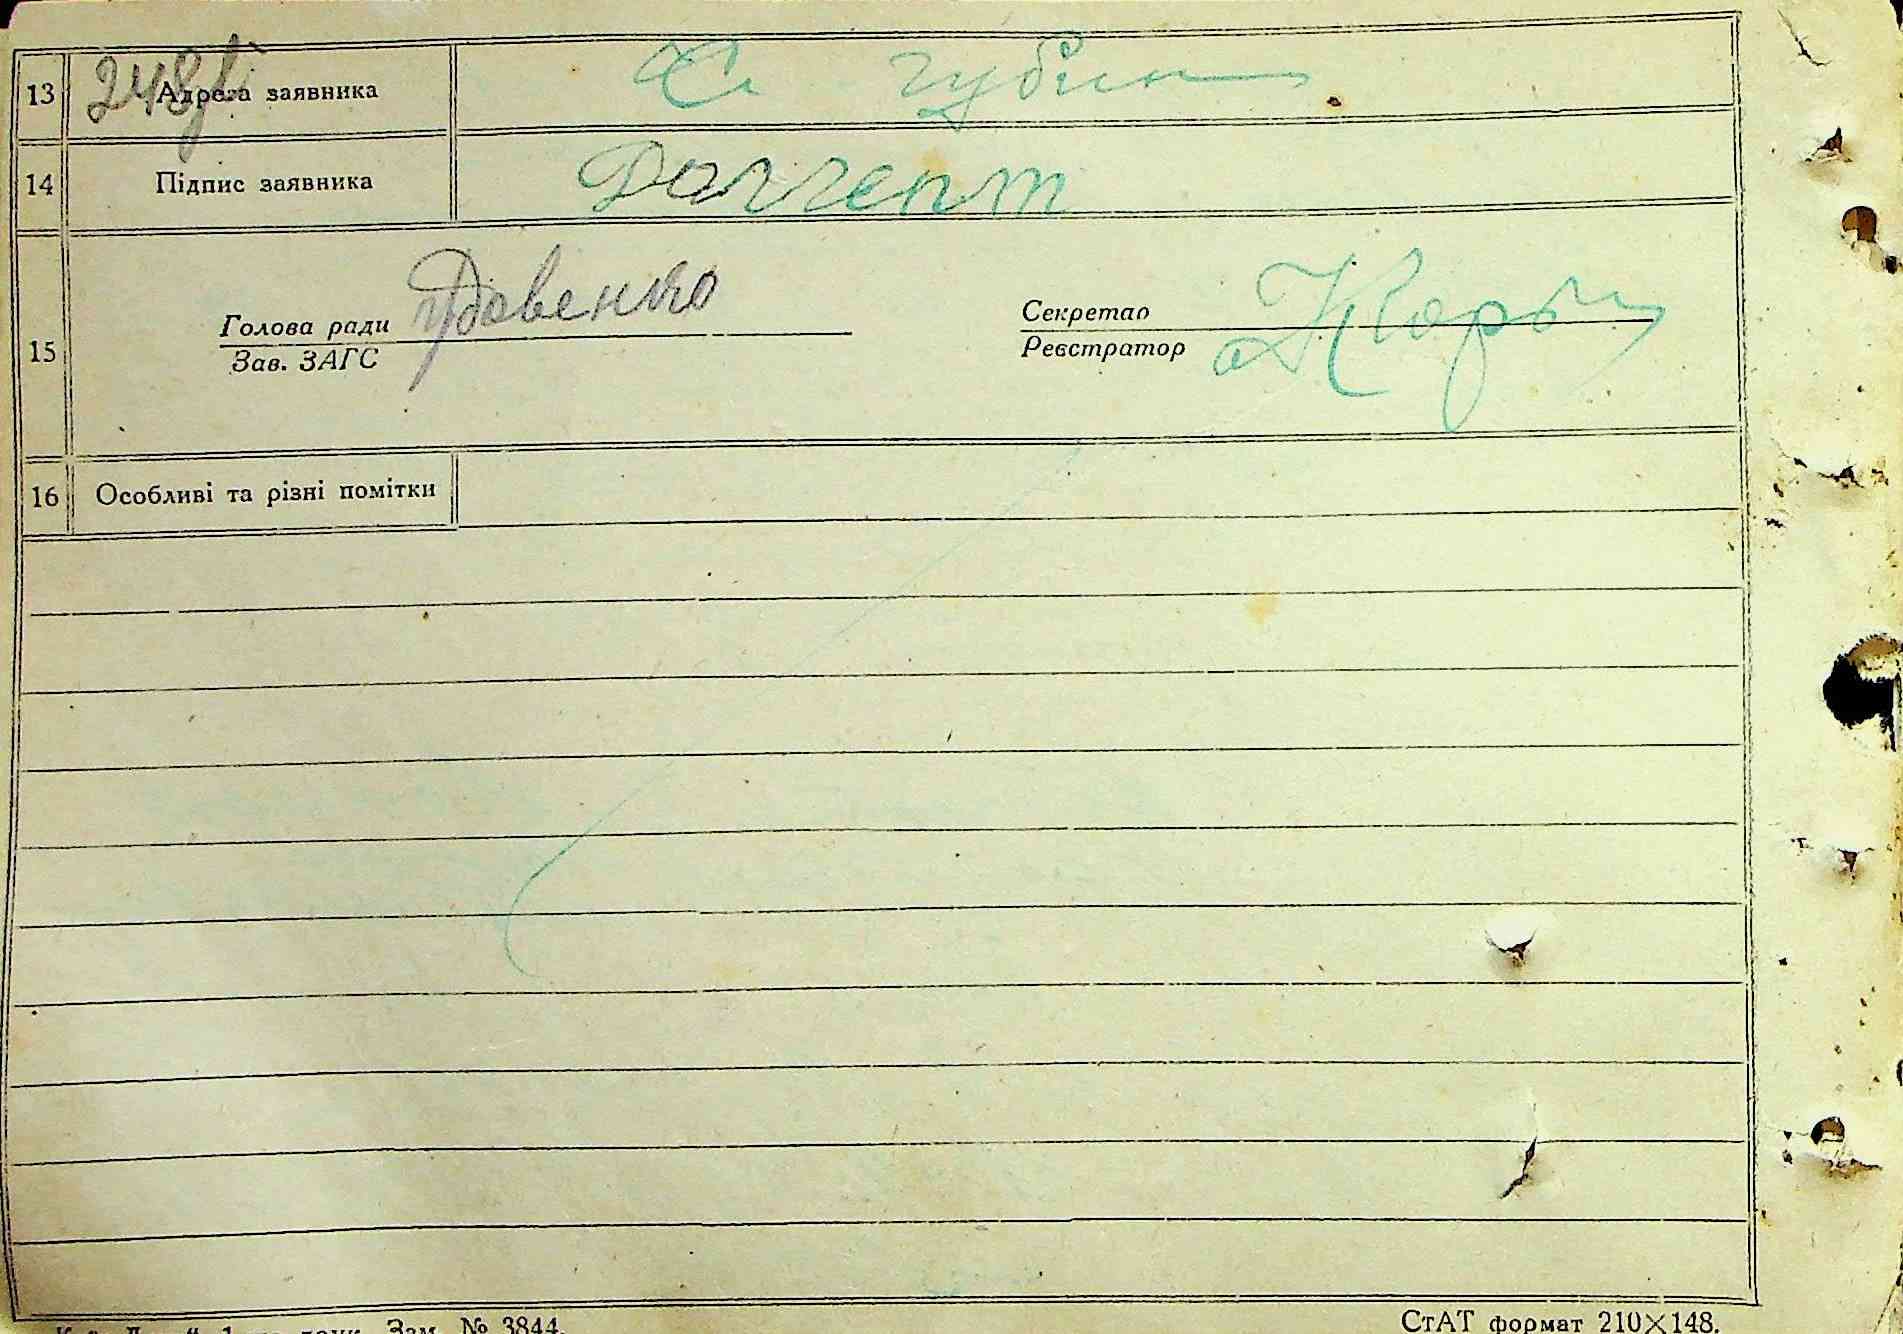 13 248 Адреса заявника С. Губин
14 Підпис заявника
15 Голова ради Удовенко Секретар
Зав. ЗАГС Реєстратор
16 Особливі та різні помітки
Зам. № 3844. СтАТ формат 210×148.